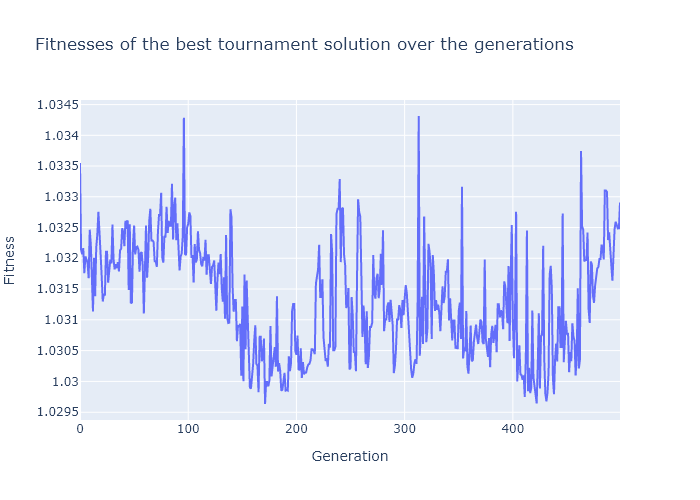 Fitnesses of the best tournament solution over the generations
1.0345
1.034
1.0335
1.033
1.0325
1.032
1.0315
1.031
1.0305
1.03
1.0295
Fitness
0 100 200 300 400
Generation